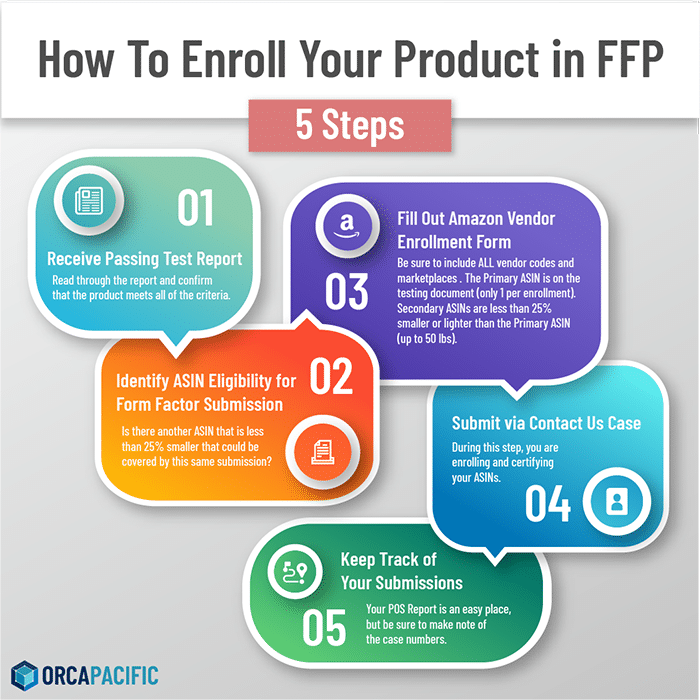 How To Enroll Your Product in FFP
5 Steps
01
Receive Passing Test Report
Read through the report and confirm
that the product meets all of the criteria.
02
Identify ASIN Eligibility for
Form Factor Submission
Is there another ASIN that is less
than 25% smaller that could be
covered by this same submission?
a
03
Fill Out Amazon Vendor
Enrollment Form
Be sure to include ALL vendor codes and
marketplaces . The Primary ASIN is on the
testing document (only 1 per enrollment).
Secondary ASINs are less than 25%
smaller or lighter than the Primary ASIN
(up to 50 lbs).
Submit via Contact Us Case
During this step, you are
enrolling and certifying
your ASINs.
04
Keep Track of
Your Submissions
05
Your POS Report is an easy place,
but be sure to make note of
the case numbers.
ORCAPACIFIC